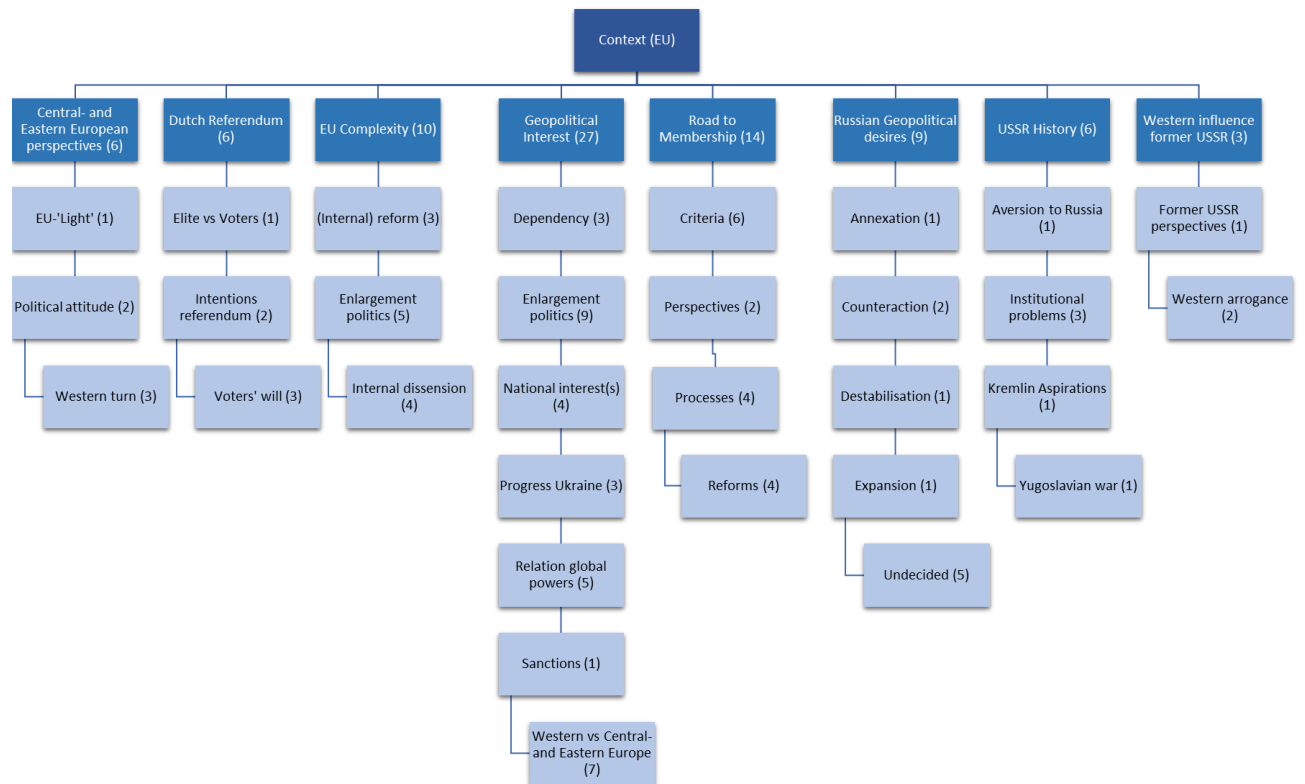 Context (EU)
Central- and
Eastern European
perspectives (6)
Dutch Referendum
(6)
EU Complexity (10)
Geopolitical
Interest (27)
Road to
Membership (14)
Russian Geopolitical
desires (9)
USSR History (6)
Western influence
former USSR (3)
EU-'Light' (1)
Elite vs Voters (1)
(Internal) reform (3)
Dependency (3)
Criteria (6)
Annexation (1)
Aversion to Russia
(1)
Former USSR
perspectives (1)
Political attitude (2)
Intentions
referendum (2)
Enlargement
politics (5)
Enlargement
politics (9)
Perspectives (2)
Counteraction (2)
Institutional
problems (3)
Western arrogance
(2)
Western turn (3)
Voters' will (3)
Internal dissension
(4)
National interest(s)
(4)
Processes (4)
Destabilisation (1)
Kremlin Aspirations
(1)
Progress Ukraine (3)
Reforms (4)
Expansion (1)
Yugoslavian war (1)
Relation global
powers (5)
Undecided (5)
Sanctions (1)
Western vs Central-
and Eastern Europe
(7)